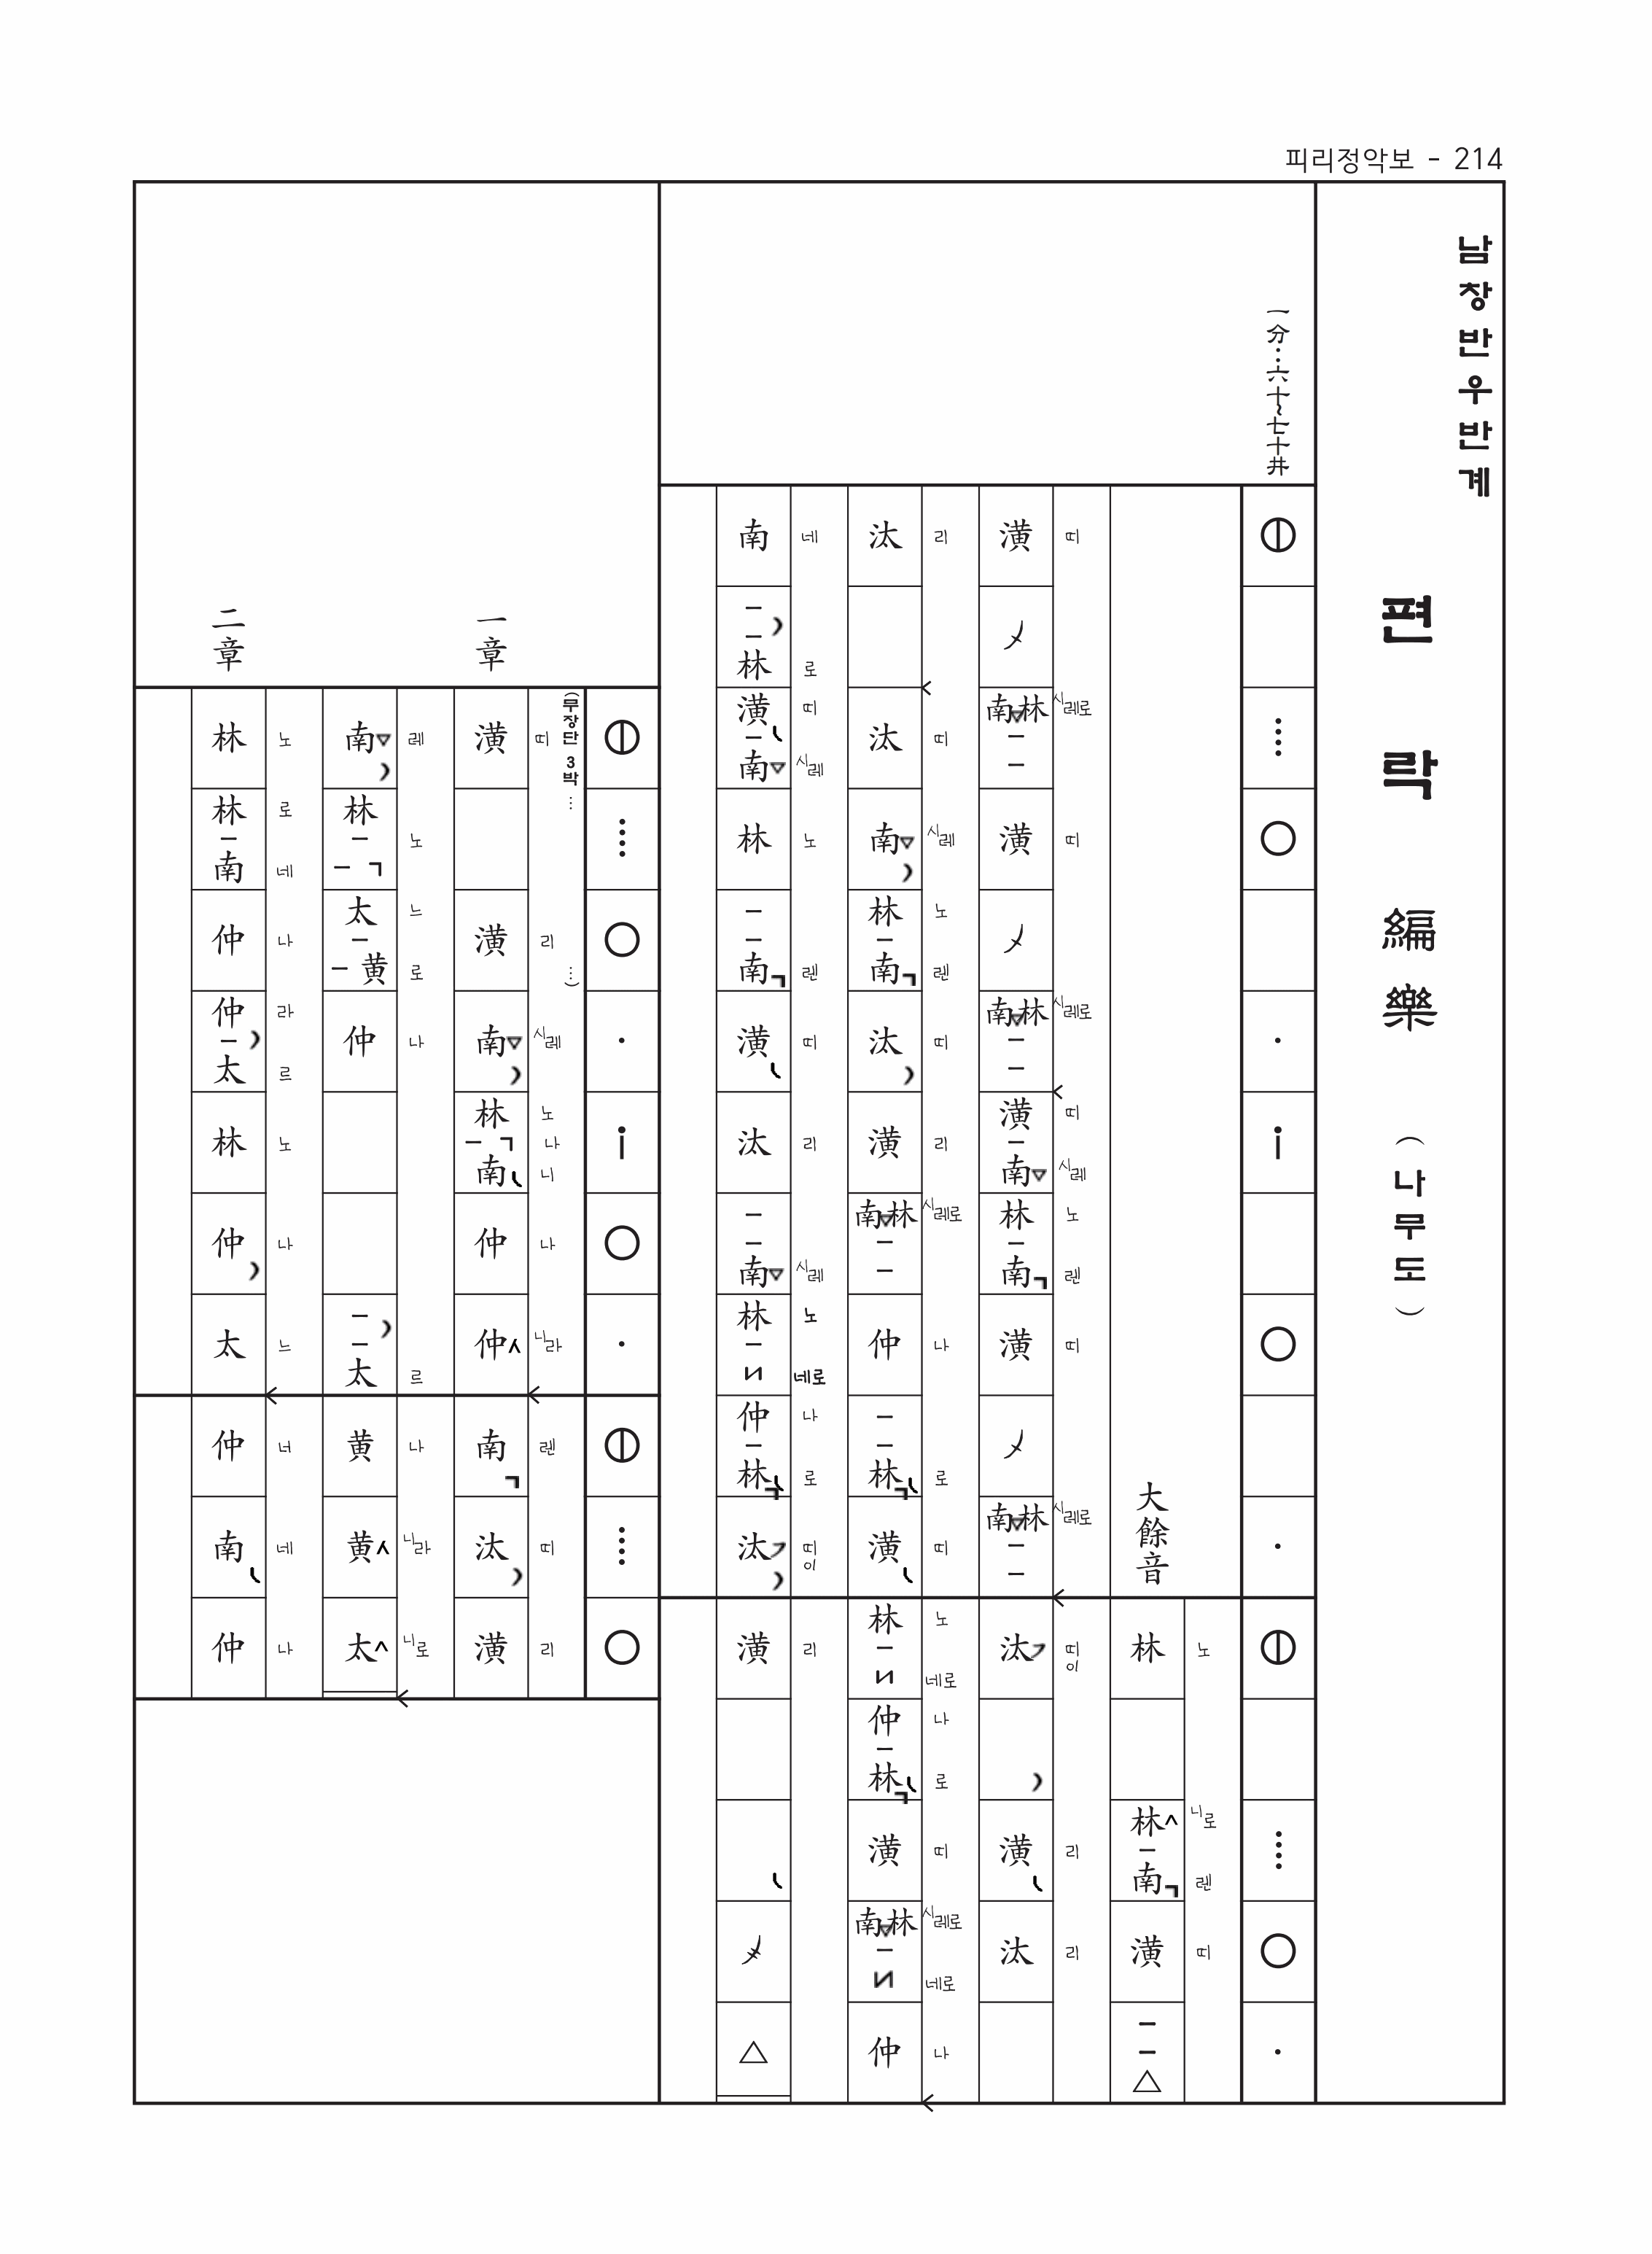 피리정악보 - 214
남창반우반계
편 락 編樂 (나무도)
一分‥六十~七十井
노 니로 렌 띠
大餘音 林 林 南 潢
띠 시레로 띠 시레로 띠 시레 노 렌 띠 시레로 띠이 리 리
潢 南林 潢 南林 潢 南 林 南 潢 南林 汰 潢 汰
리 띠 시레 노 렌 띠 리 시레로 나 로 띠 노 네로 나 로 띠 시레로 네로 나
汰 汰 南 林 南 汰 潢 南林 仲 林 潢 林 仲 林 潢 南林 仲
네 로 띠 시레 노 렌 띠 리 시레 노 네로 나 로 띠이 리
南 林 潢 南 林 南 潢 汰 南 林 仲 林 汰 潢
(무장단 3박 … …)
띠 리 시레 노 나 니 나 니라 렌 띠 리
一章 潢 潢 南 林 南 仲 仲 南 汰 潢
레 노 느 로 나 르 나 니라 니로
南 林 太 黄 仲 太 黄 黄 太
노 로 네 나 라 르 노 나 느 너 네 나
二章 林 林 南 仲 仲 太 林 仲 太 仲 南 仲